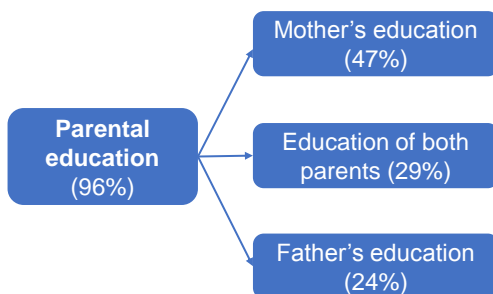 Mother’s education
(47%)
Parental
education
(96%)
Education of both
parents (29%)
Father’s education
(24%)